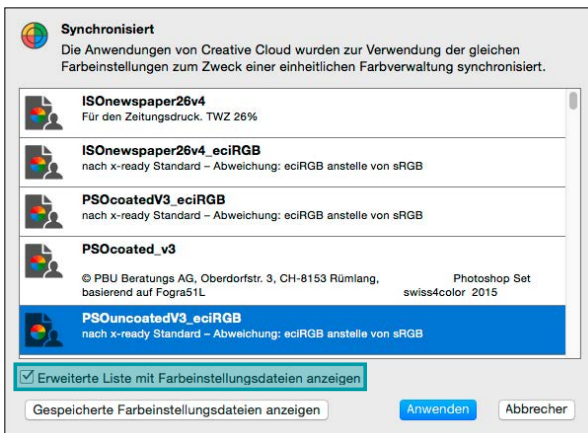 Synchronisiert
Die Anwendungen von Creative Cloud wurden zur Verwendung der gleichen
Farbeinstellungen zum Zweck einer einheitlichen Farbverwaltung synchronisiert.
ISOnewspaper26v4
Für den Zeitungsdruck. TWZ 26%
ISOnewspaper26v4_eciRGB
nach x-ready Standard – Abweichung: eciRGB anstelle von sRGB
PSOcoatedV3_eciRGB
nach x-ready Standard – Abweichung: eciRGB anstelle von sRGB
PSOcoated_v3
© PBU Beratungs AG, Oberdorfstr. 3, CH-8153 Rümlang, Photoshop Set
basierend auf Fogra51L swiss4color 2015
PSOuncoatedV3_eciRGB
nach x-ready Standard – Abweichung: eciRGB anstelle von sRGB
Erweiterte Liste mit Farbeinstellungsdateien anzeigen
Gespeicherte Farbeinstellungsdateien anzeigen Anwenden Abbrecher